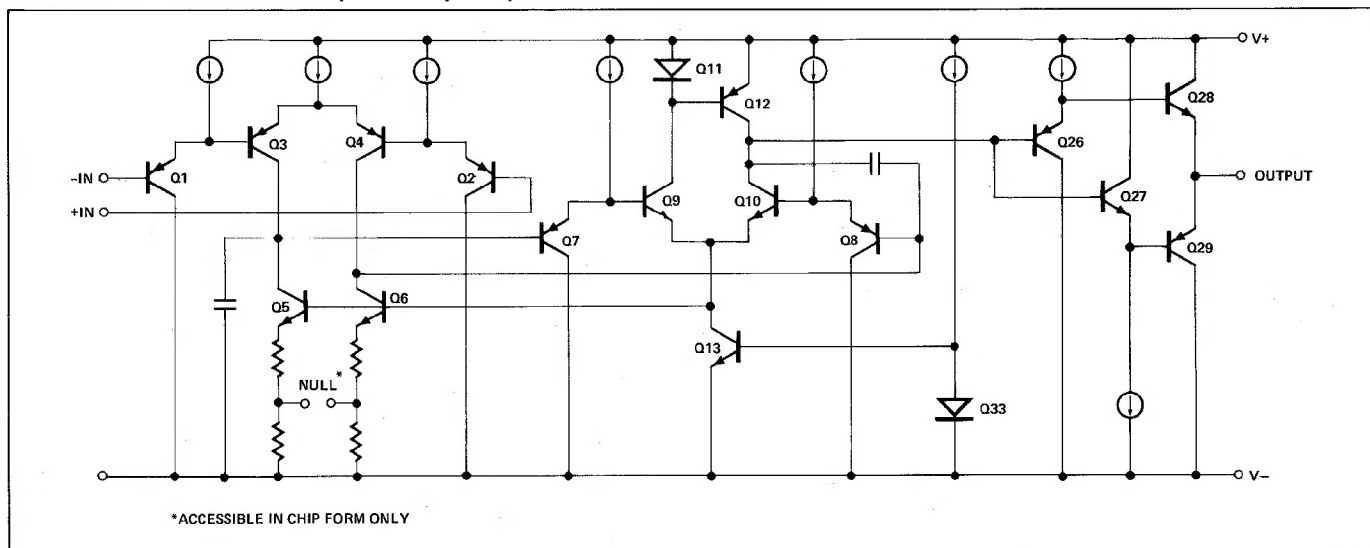 V+
Q11
Q12
Q28
Q3
Q4
Q26
-IN
Q1
Q2
OUTPUT
+IN
Q9
Q10
Q27
Q7
Q8
Q29
Q5
Q6
Q13
NULL*
Q33
V-
*ACCESSIBLE IN CHIP FORM ONLY